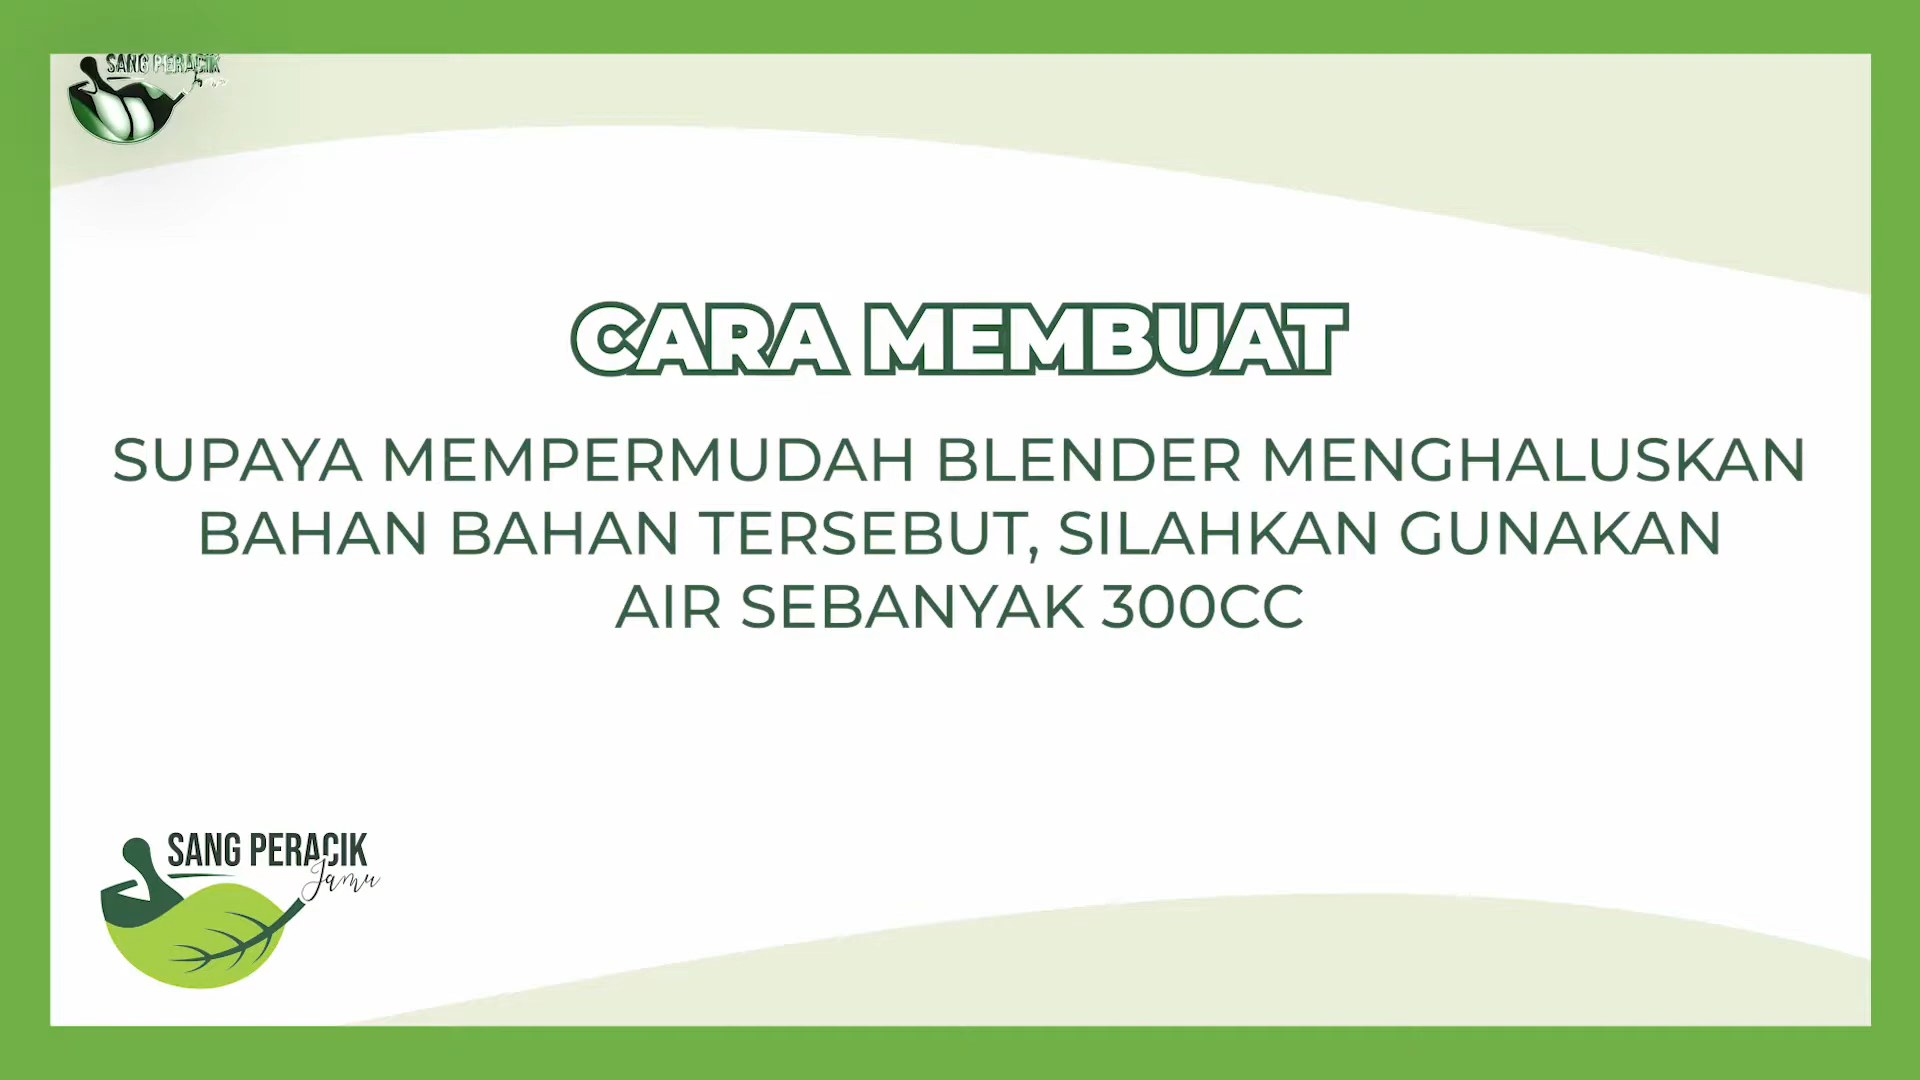 SANG PERACIK
CARA MEMBUAT
SUPAYA MEMPERMUDAH BLENDER MENGHALUSKAN
BAHAN BAHAN TERSEBUT, SILAHKAN GUNAKAN
AIR SEBANYAK 300CC
SANG PERACIK
Jamu